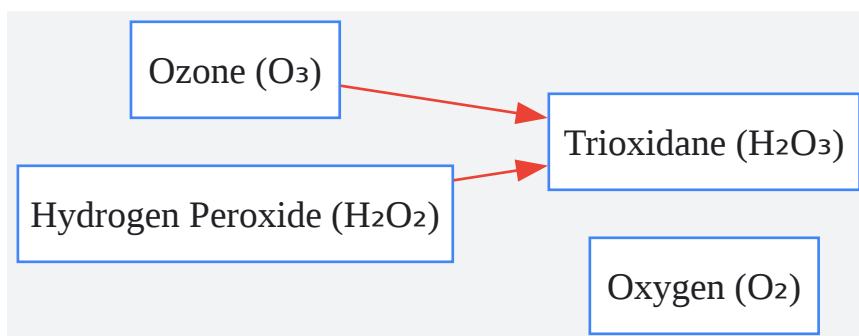 Ozone (O₃)
Trioxidane (H₂O₃)
Hydrogen Peroxide (H₂O₂)
Oxygen (O₂)